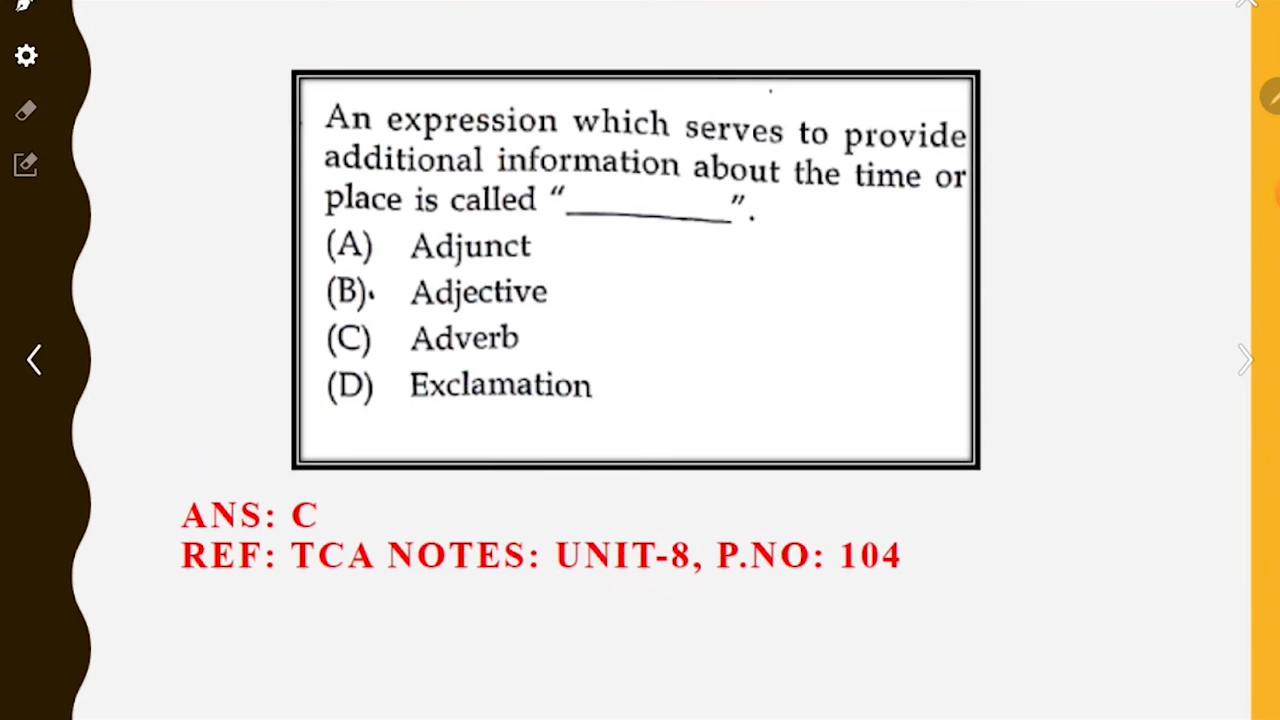 An expression which serves to provide
additional information about the time or
place is called “__________”.
(A) Adjunct
(B) Adjective
(C) Adverb
(D) Exclamation
ANS: C
REF: TCA NOTES: UNIT-8, P.NO: 104